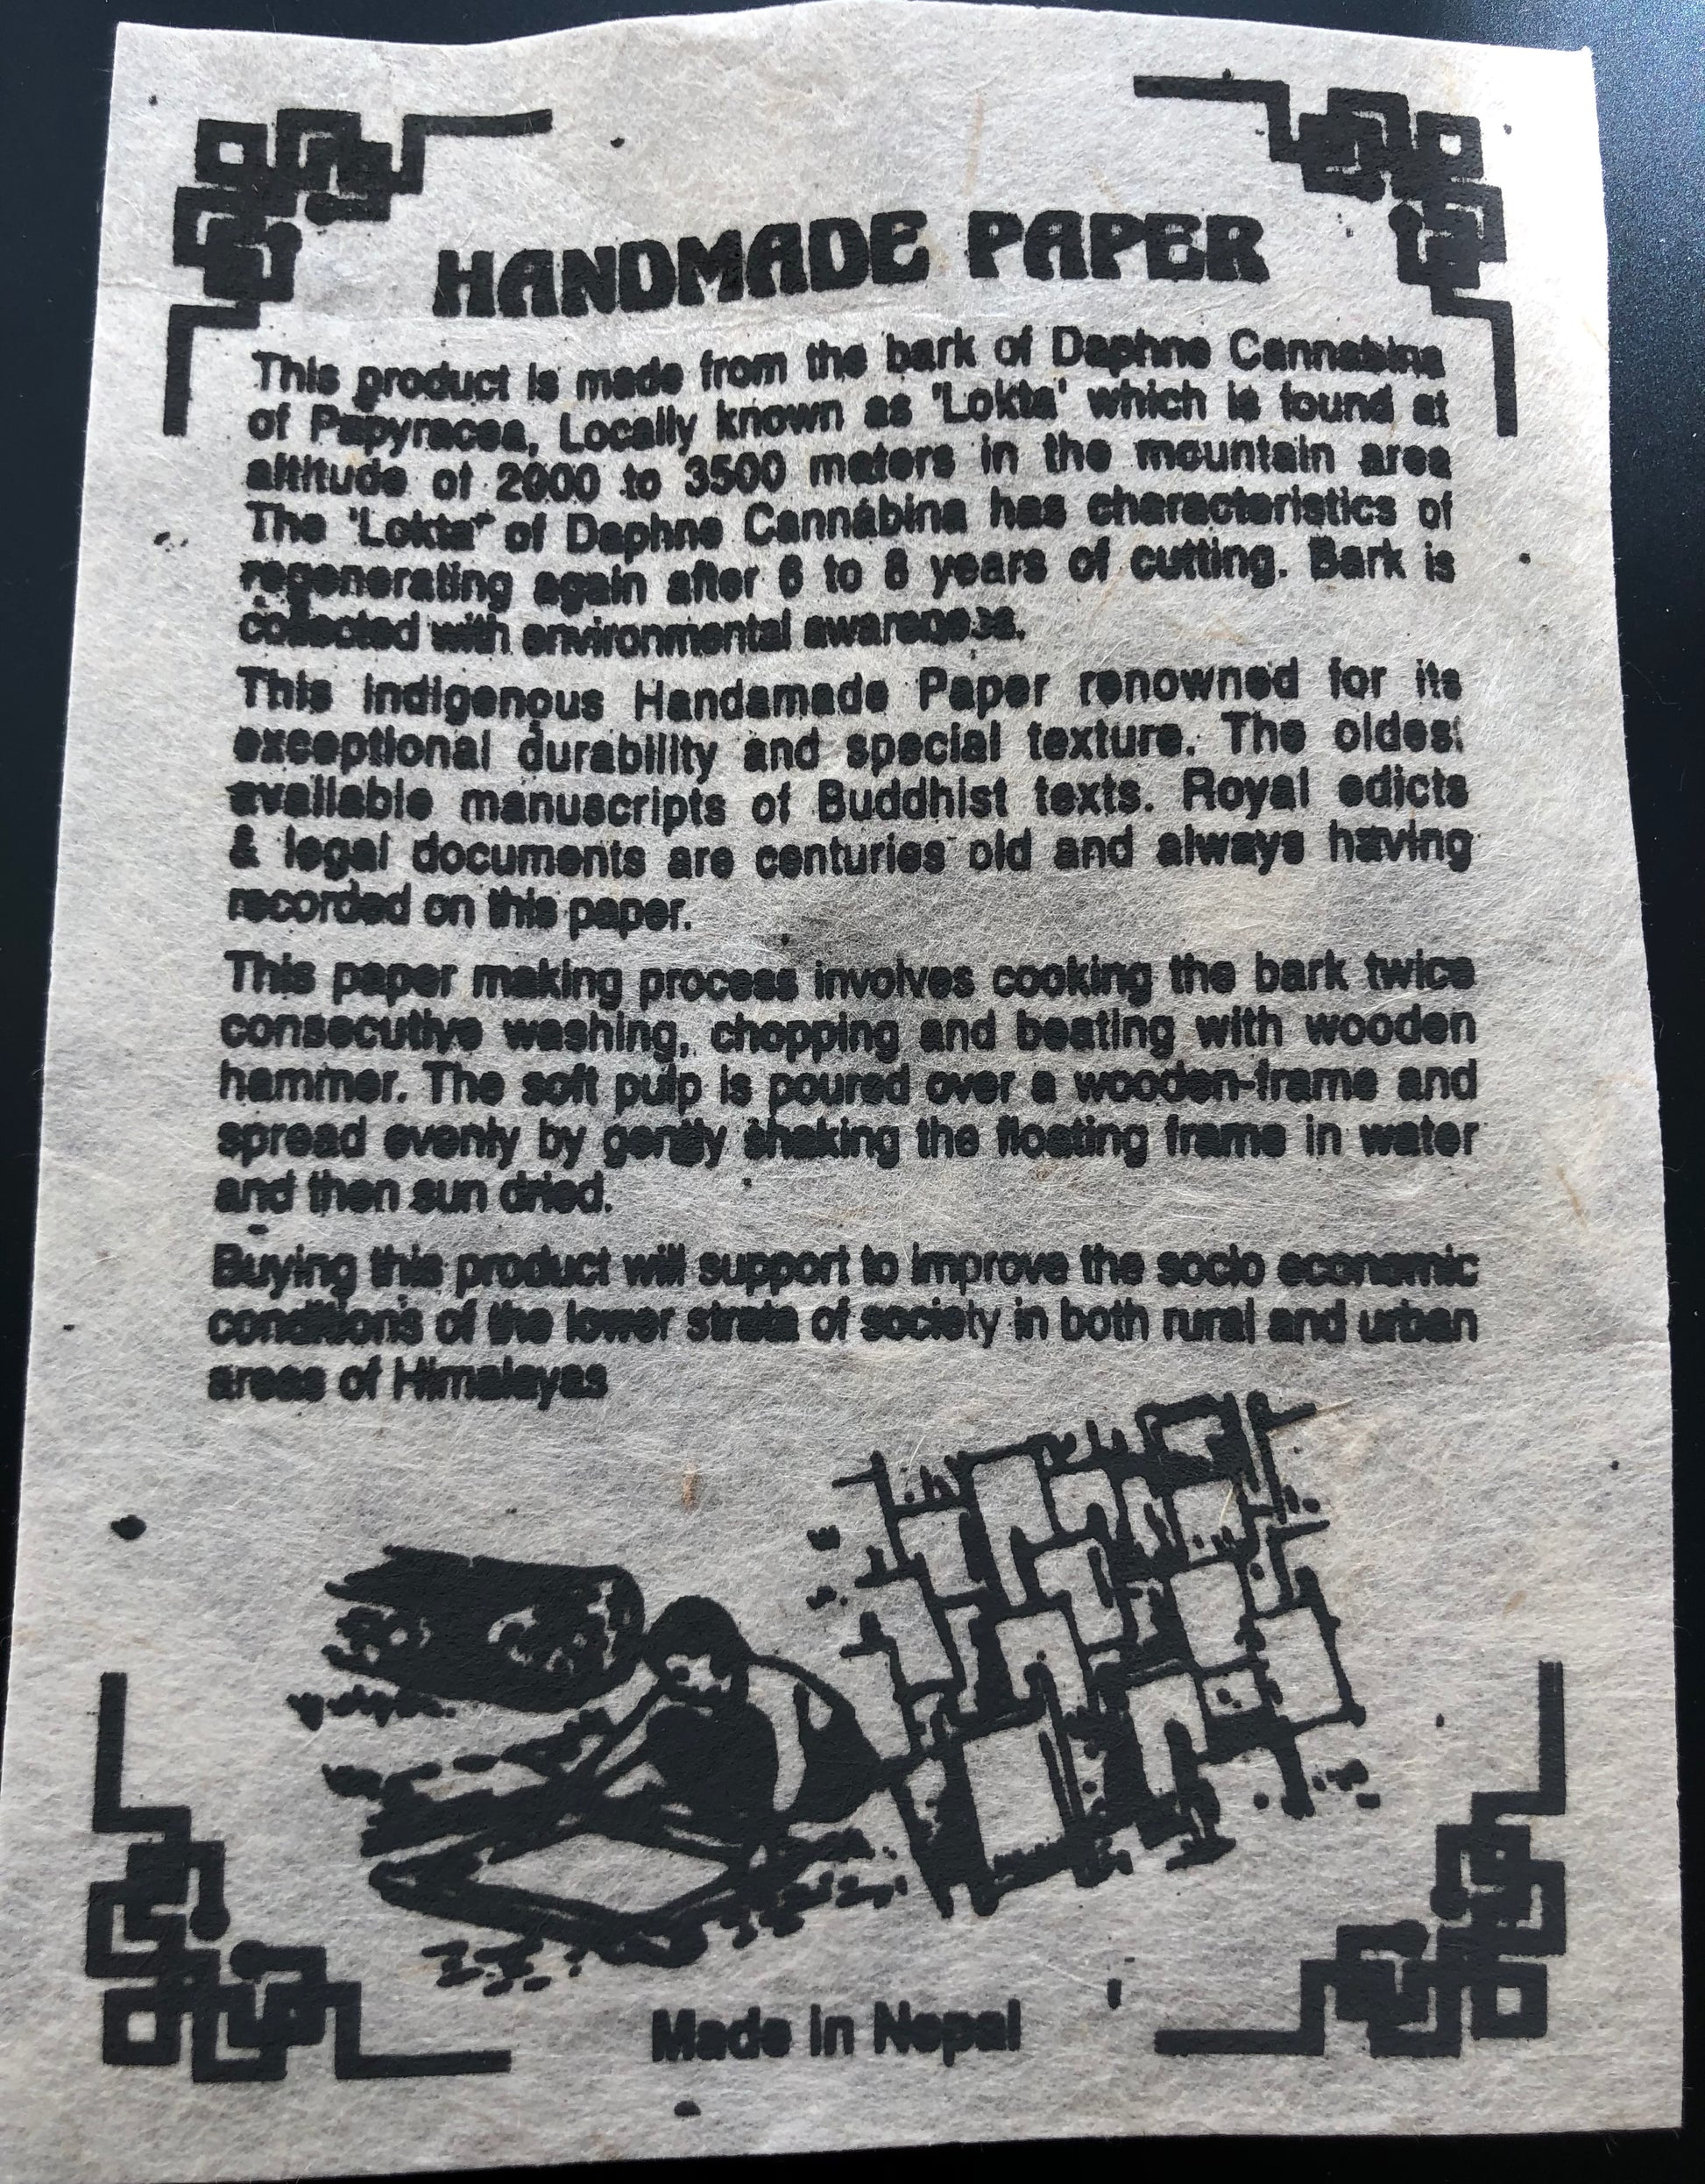 HANDMADE PAPER
This product is made from the bark of Daphne Cannabina
of Papyracea, Locally known as 'Lokta' which is found at
altitude of 2000 to 3500 meters in the mountain area
The 'Lokta' of Daphne Cannabina has characteristics of
regenerating again after 6 to 8 years of cutting. Bark is
collected with environmental awareness.
This indigenous Handamade Paper renowned for its
exceptional durability and special texture. The oldest
available manuscripts of Buddhist texts. Royal edicts
& legal documents are centuries old and always having
recorded on this paper.
This paper making process involves cooking the bark twice
consecutive washing, chopping and beating with wooden
hammer. The soft pulp is poured over a wooden-frame and
spread evenly by gently shaking the floating frame in water
and then sun dried.
Buying this product will support to improve the socio economic
conditions of the lower strata of society in both rural and urban
areas of Himalayas
Made in Nepal